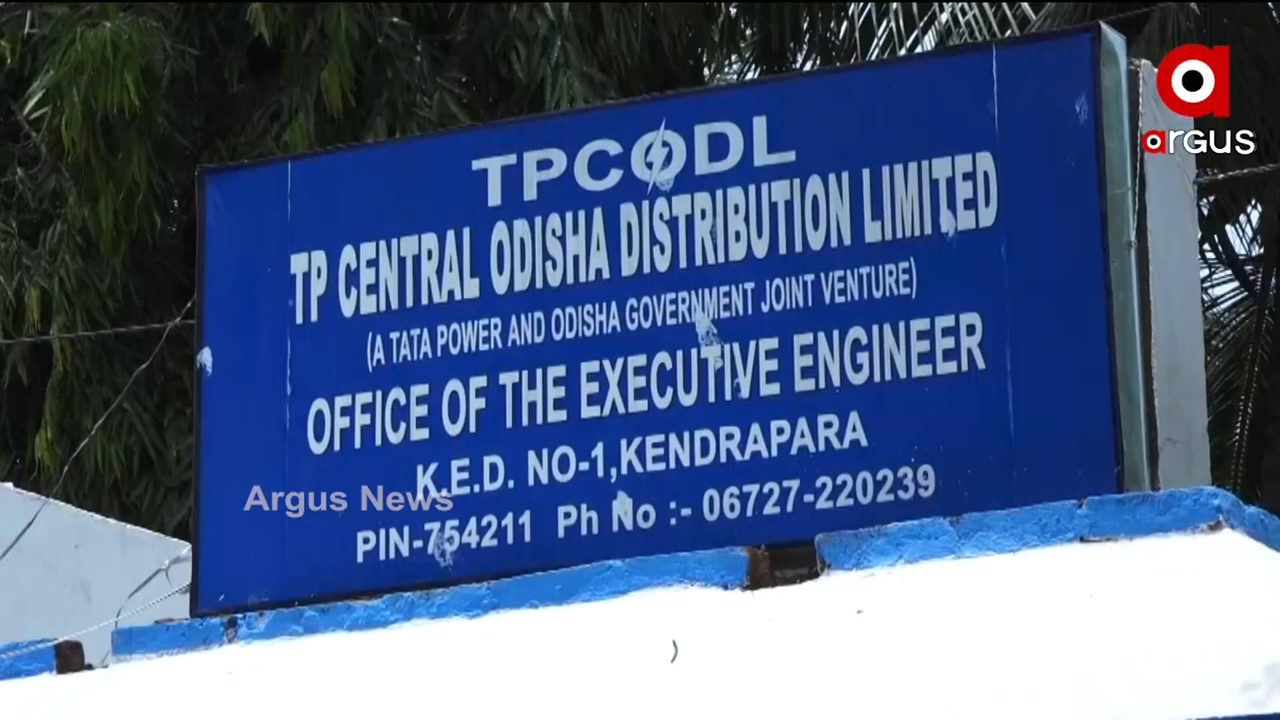 TPCODL
TP CENTRAL ODISHA DISTRIBUTION LIMITED
(A TATA POWER AND ODISHA GOVERNMENT JOINT VENTURE)
OFFICE OF THE EXECUTIVE ENGINEER
K.E.D. NO-1,KENDRAPARA
PIN-754211 Ph No :- 06727-220239
Argus News
a
argus